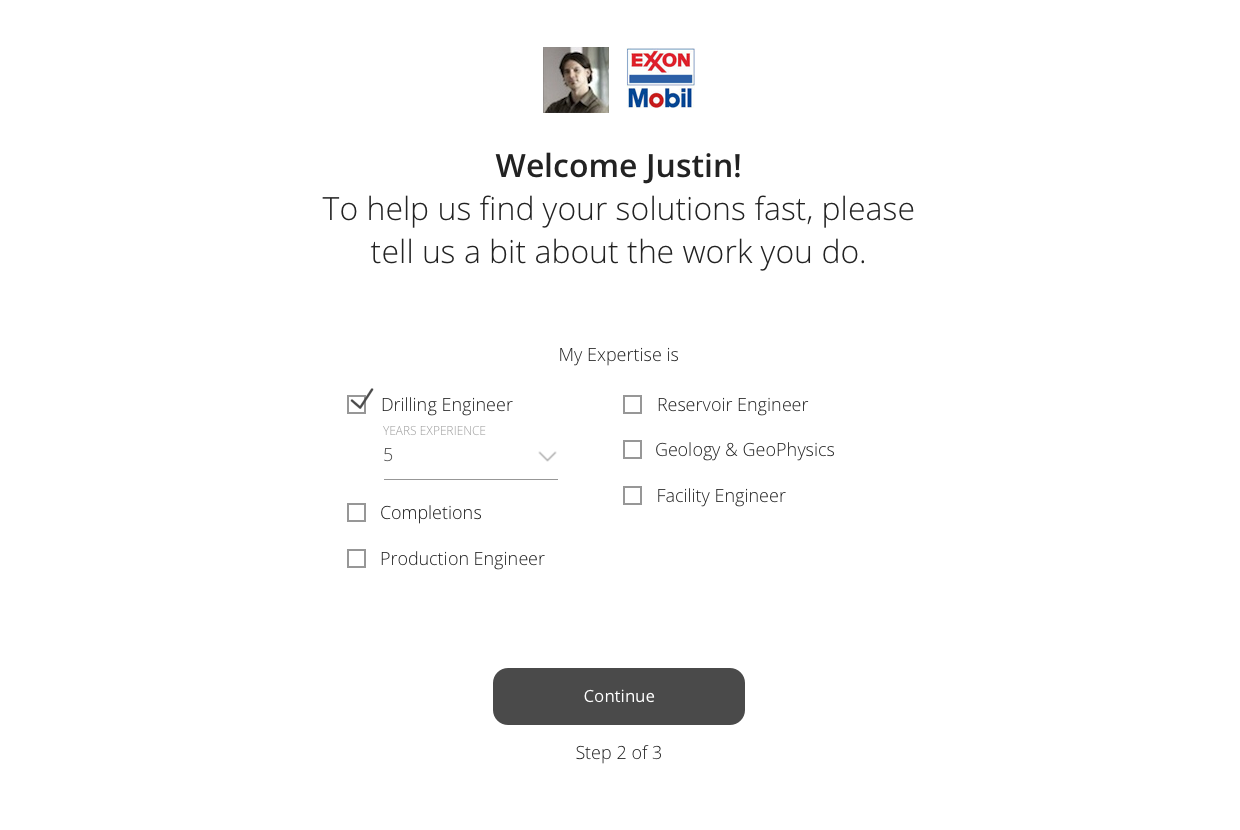 EXXON
Mobil
Welcome Justin!
To help us find your solutions fast, please
tell us a bit about the work you do.
My Expertise is
Drilling Engineer
YEARS EXPERIENCE
5
Completions
Production Engineer
Reservoir Engineer
Geology & GeoPhysics
Facility Engineer
Continue
Step 2 of 3